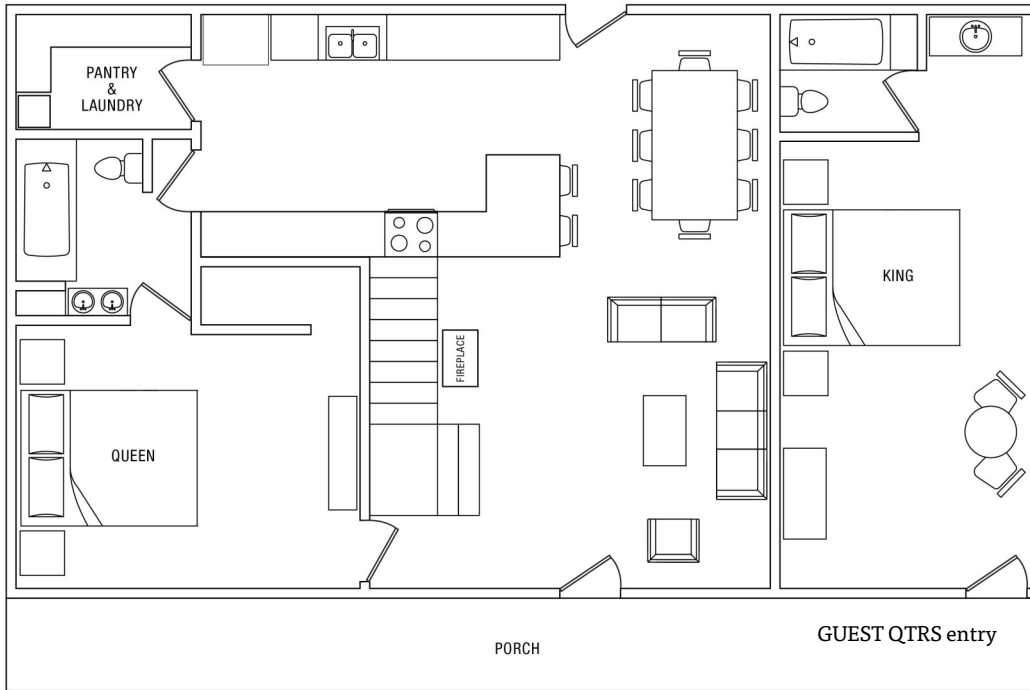 PANTRY
&
LAUNDRY
KING
FIREPLACE
QUEEN
GUEST QTRS entry
PORCH